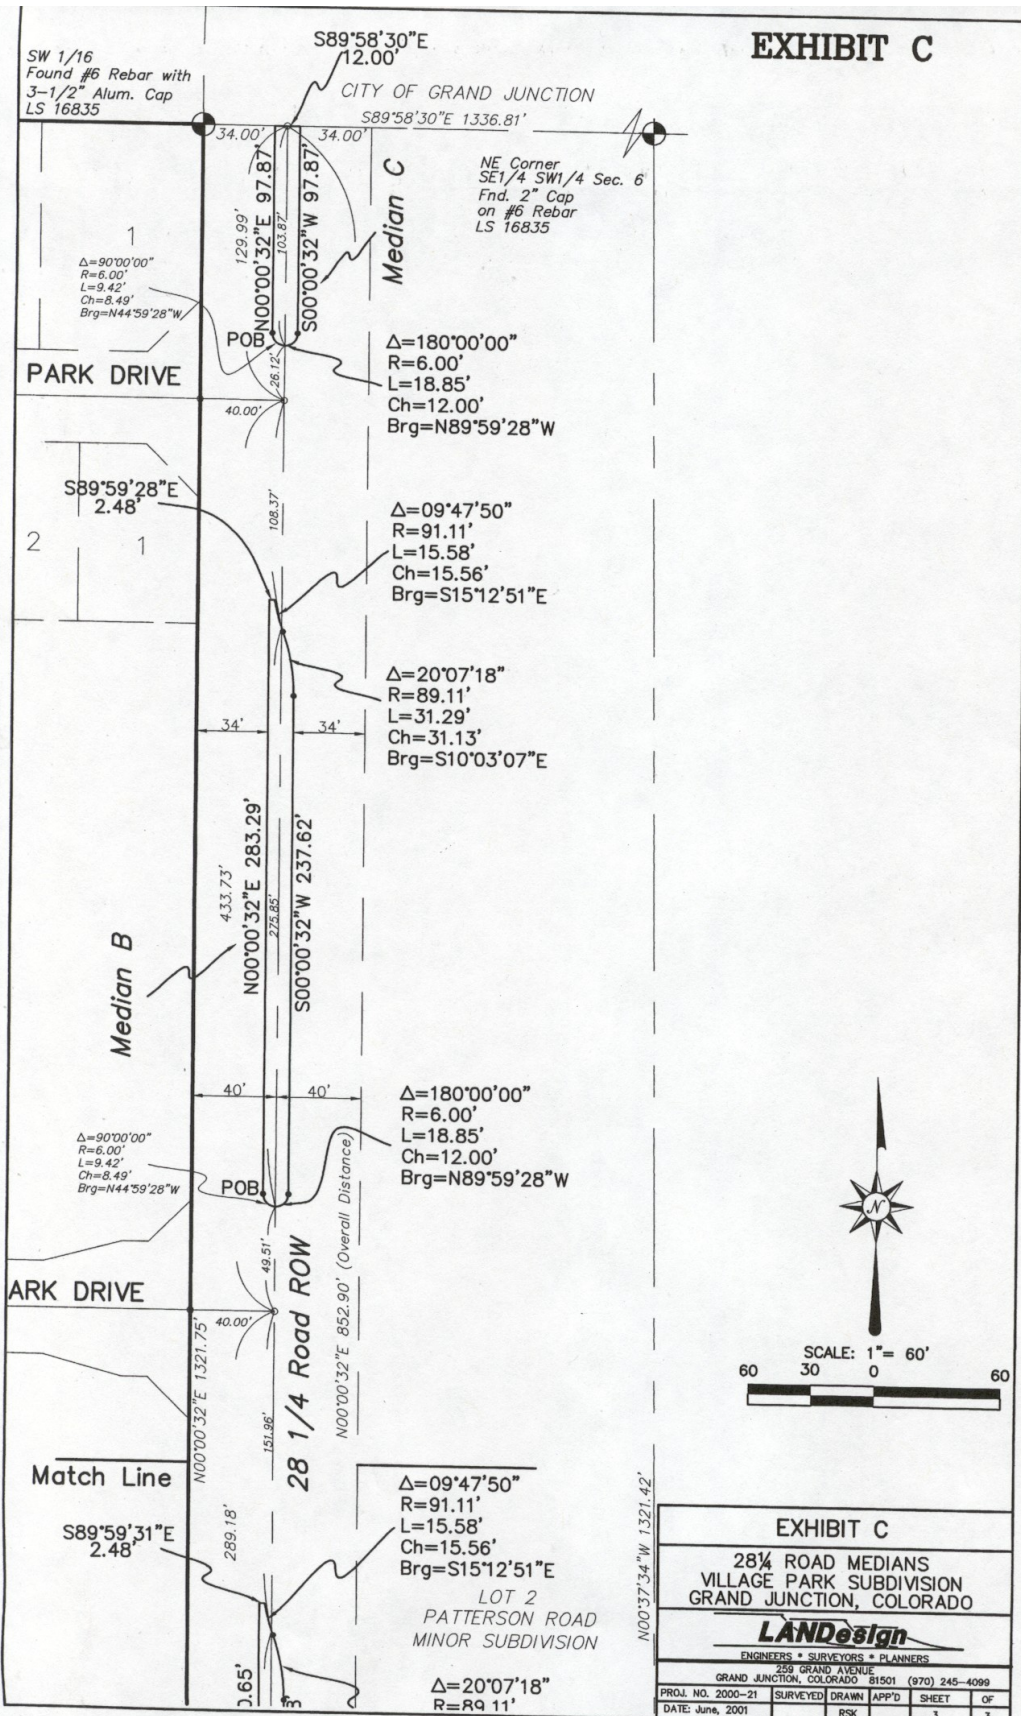 EXHIBIT C
SW 1/16
Found #6 Rebar with
3-1/2" Alum. Cap
LS 16835
S89°58'30"E
12.00'
CITY OF GRAND JUNCTION
S89°58'30"E 1336.81'
34.00'
34.00'
NE Corner
SE1/4 SW1/4 Sec. 6
Fnd. 2" Cap
on #6 Rebar
LS 16835
129.99'
N00°00'32"E 97.87'
103.87'
S00°00'32"W 97.87'
Median C
1
Δ=90°00'00"
R=6.00'
L=9.42'
Ch=8.49'
Brg=N44°59'28"W
POB
26.12'
Δ=180°00'00"
R=6.00'
L=18.85'
Ch=12.00'
Brg=N89°59'28"W
PARK DRIVE
40.00'
S89°59'28"E
2.48'
2
1
108.37'
Δ=09°47'50"
R=91.11'
L=15.58'
Ch=15.56'
Brg=S15°12'51"E
Δ=20°07'18"
R=89.11'
L=31.29'
Ch=31.13'
Brg=S10°03'07"E
34'
34'
433.73'
N00°00'32"E 283.29'
275.85'
S00°00'32"W 237.62'
Median B
40'
40'
Δ=180°00'00"
R=6.00'
L=18.85'
Ch=12.00'
Brg=N89°59'28"W
Δ=90°00'00"
R=6.00'
L=9.42'
Ch=8.49'
Brg=N44°59'28"W
POB
49.51'
28 1/4 Road ROW
N00°00'32"E 852.90' (Overall Distance)
ARK DRIVE
40.00'
N00°00'32"E 1321.75'
151.96'
N
SCALE: 1"= 60'
60 30 0 60
Match Line
S89°59'31"E
2.48'
289.18'
Δ=09°47'50"
R=91.11'
L=15.58'
Ch=15.56'
Brg=S15°12'51"E
LOT 2
PATTERSON ROAD
MINOR SUBDIVISION
N00°37'34"W 1321.42'
0.65'
Δ=20°07'18"
R=89.11'
EXHIBIT C
28¼ ROAD MEDIANS
VILLAGE PARK SUBDIVISION
GRAND JUNCTION, COLORADO
LANDesign
ENGINEERS * SURVEYORS * PLANNERS
259 GRAND AVENUE
GRAND JUNCTION, COLORADO 81501 (970) 245-4099
PROJ. NO. 2000-21 SURVEYED DRAWN APP'D SHEET OF
DATE: June, 2001 RSK 3 3